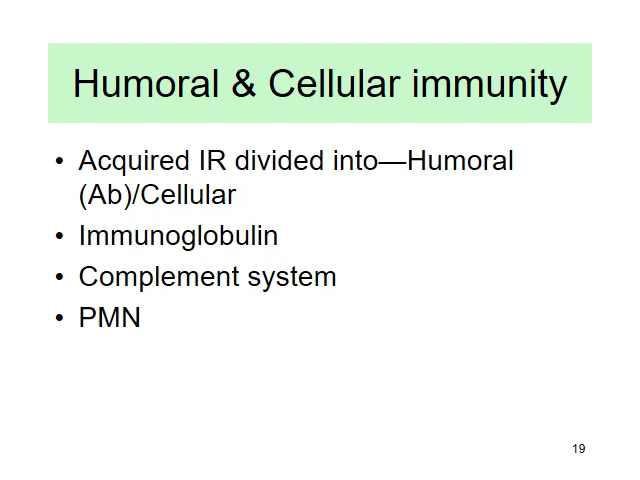 Humoral & Cellular immunity
• Acquired IR divided into—Humoral
(Ab)/Cellular
• Immunoglobulin
• Complement system
• PMN
19